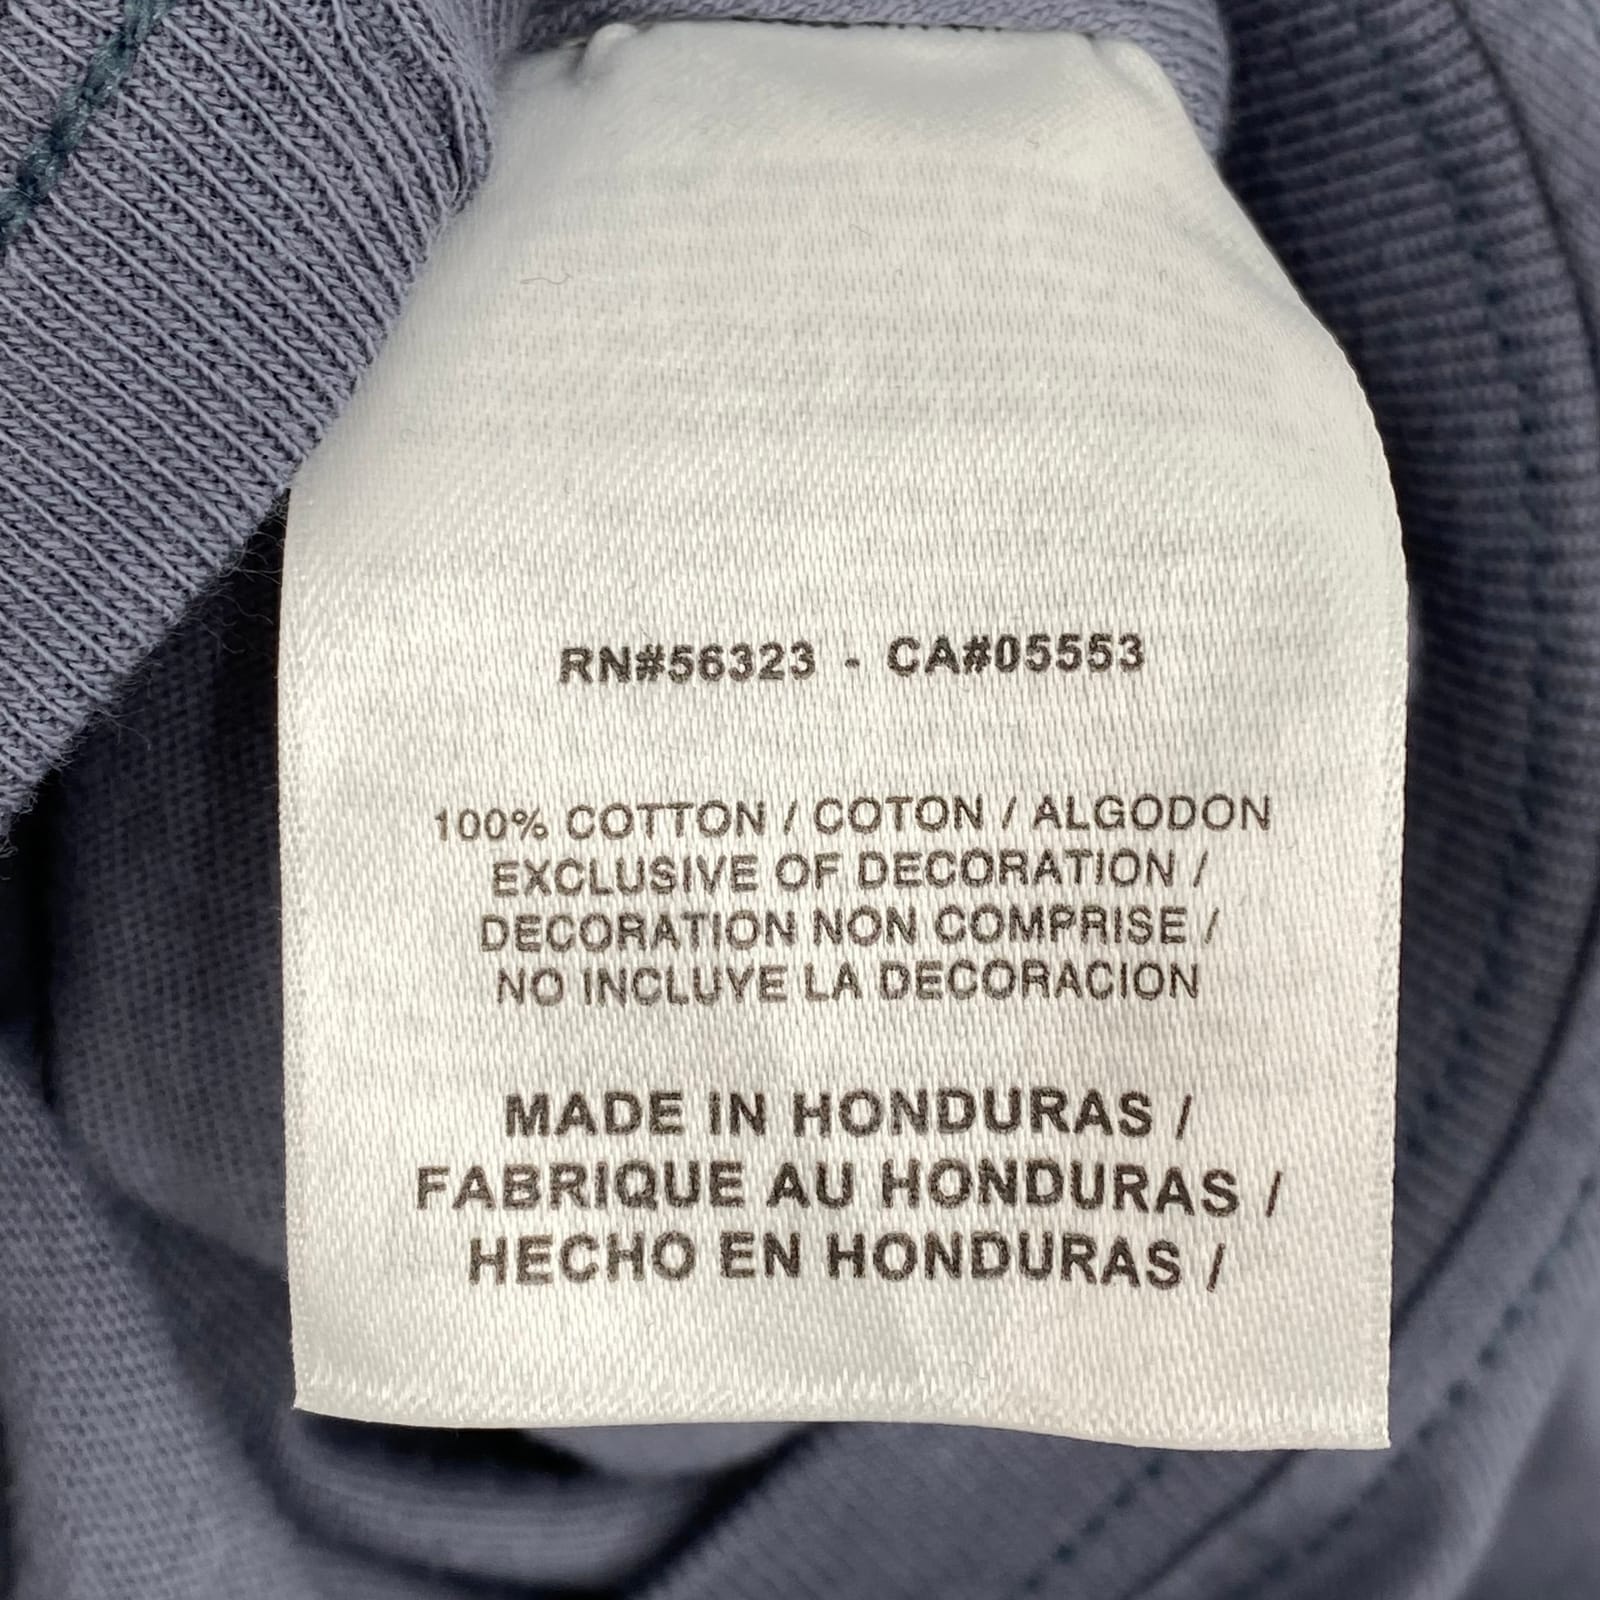 RN#56323 - CA#05553
100% COTTON / COTON / ALGODON
EXCLUSIVE OF DECORATION /
DECORATION NON COMPRISE /
NO INCLUYE LA DECORACION
MADE IN HONDURAS /
FABRIQUE AU HONDURAS /
HECHO EN HONDURAS /